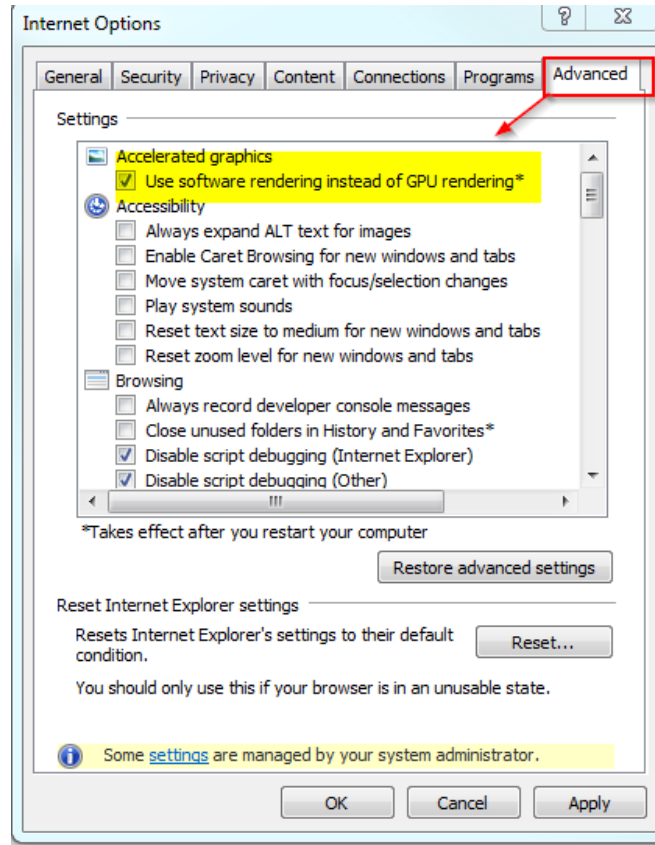 Internet Options
General Security Privacy Content Connections Programs Advanced
Settings
Accelerated graphics
Use software rendering instead of GPU rendering*
Accessibility
Always expand ALT text for images
Enable Caret Browsing for new windows and tabs
Move system caret with focus/selection changes
Play system sounds
Reset text size to medium for new windows and tabs
Reset zoom level for new windows and tabs
Browsing
Always record developer console messages
Close unused folders in History and Favorites*
Disable script debugging (Internet Explorer)
Disable script debugging (Other)
*Takes effect after you restart your computer
Restore advanced settings
Reset Internet Explorer settings
Resets Internet Explorer's settings to their default
condition.
Reset...
You should only use this if your browser is in an unusable state.
Some settings are managed by your system administrator.
OK Cancel Apply